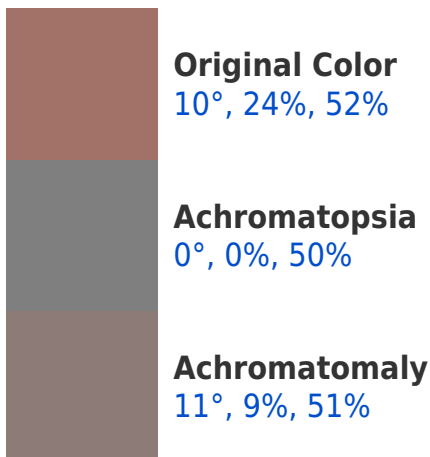 Original Color
10°, 24%, 52%
Achromatopsia
0°, 0%, 50%
Achromatomaly
11°, 9%, 51%